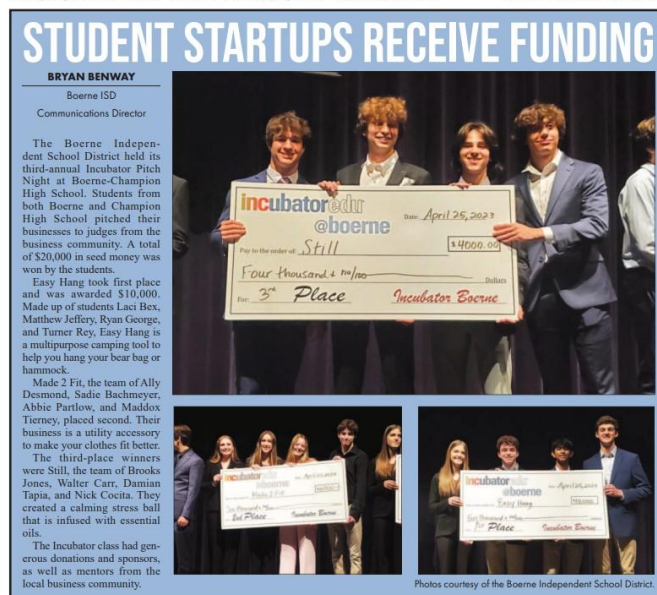 STUDENT STARTUPS RECEIVE FUNDING
BRYAN BENWAY
Boerne ISD
Communications Director
The Boerne Indepen-
dent School District held its
third-annual Incubator Pitch
Night at Boerne-Champion
High School. Students from
both Boerne and Champion
High School pitched their
businesses to judges from the
business community. A total
of $20,000 in seed money was
won by the students.
Easy Hang took first place
and was awarded $10,000.
Made up of students Laci Bex,
Matthew Jeffery, Ryan George,
and Turner Rey, Easy Hang is
a multipurpose camping tool to
help you hang your bear bag or
hammock.
Made 2 Fit, the team of Ally
Desmond, Sadie Bachmeyer,
Abbie Partlow, and Maddox
Tierney, placed second. Their
business is a utility accessory
to make your clothes fit better.
The third-place winners
were Still, the team of Brooks
Jones, Walter Carr, Damian
Tapia, and Nick Cocita. They
created a calming stress ball
that is infused with essential
oils.
The Incubator class had gen-
erous donations and sponsors,
as well as mentors from the
local business community.
incubatoredu
@boerne
Date: April 25, 2023
Pay to the order of: Still
$4000.00
Four thousand & no/no Dollars
For: 3rd Place Incubator Boerne
incubatoredu
@boerne
Made 2 Fit
2nd Place Incubator Boerne
incubatoredu
@boerne
April 25, 2023
Easy Hang
Place Incubator Boerne
Photos courtesy of the Boerne Independent School District.